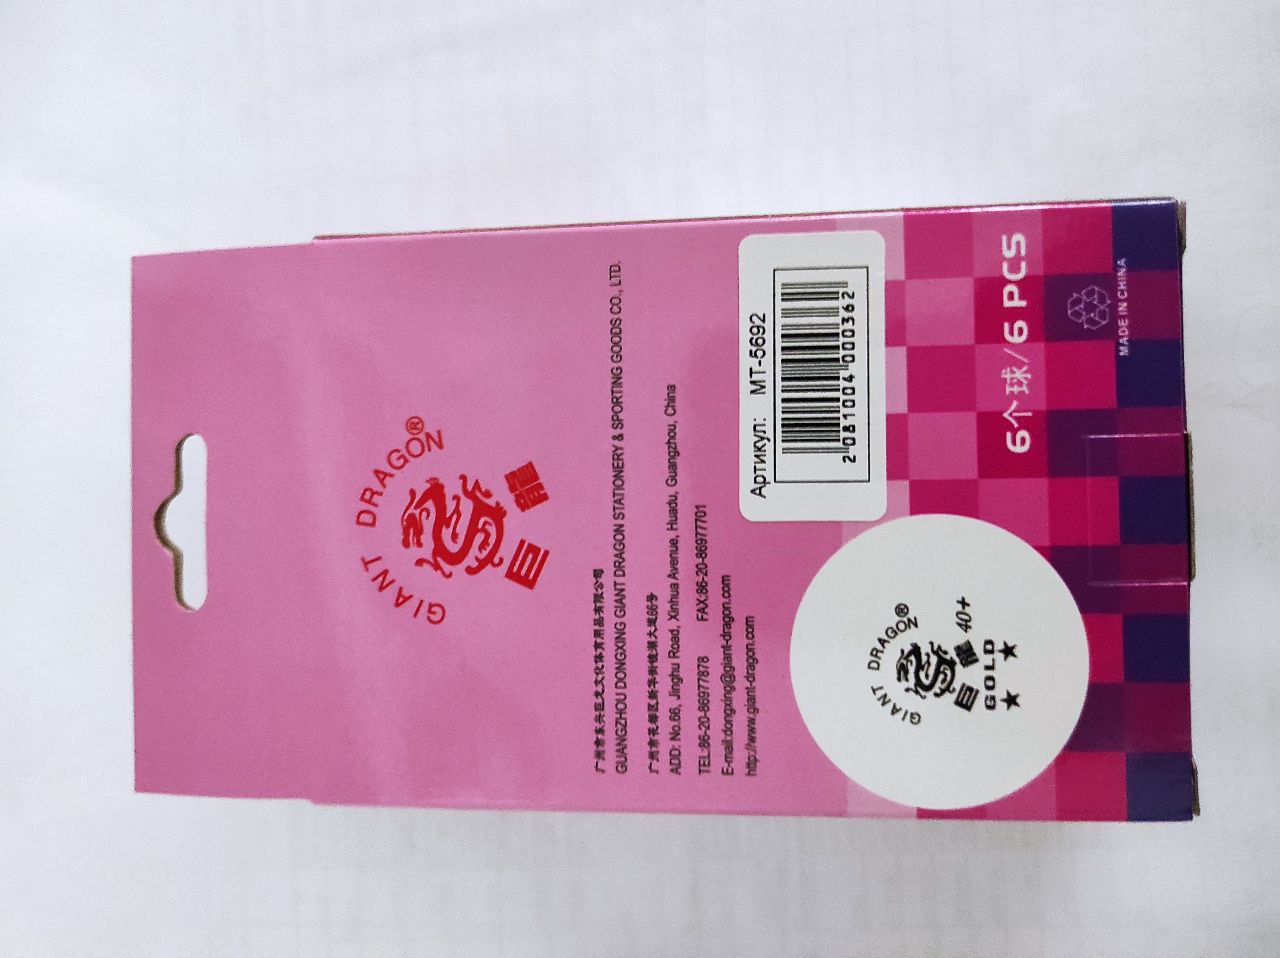 GIANT DRAGON®
巨龍
广州市东兴巨龙文化体育用品有限公司
GUANGZHOU DONGXING GIANT DRAGON STATIONERY & SPORTING GOODS CO., LTD.
广州市花都区新华街镜湖大道66号
ADD: No.66, Jinghu Road, Xinhua Avenue, Huadu, Guangzhou, China
TEL:86-20-86977878 FAX:86-20-86977701
E-mail:dongxing@giant-dragon.com
http://www.giant-dragon.com
Артикул: MT-5692
2081004000362
GIANT DRAGON®
巨龍 40+
GOLD
★ ★
6个球/6 PCS
MADE IN CHINA